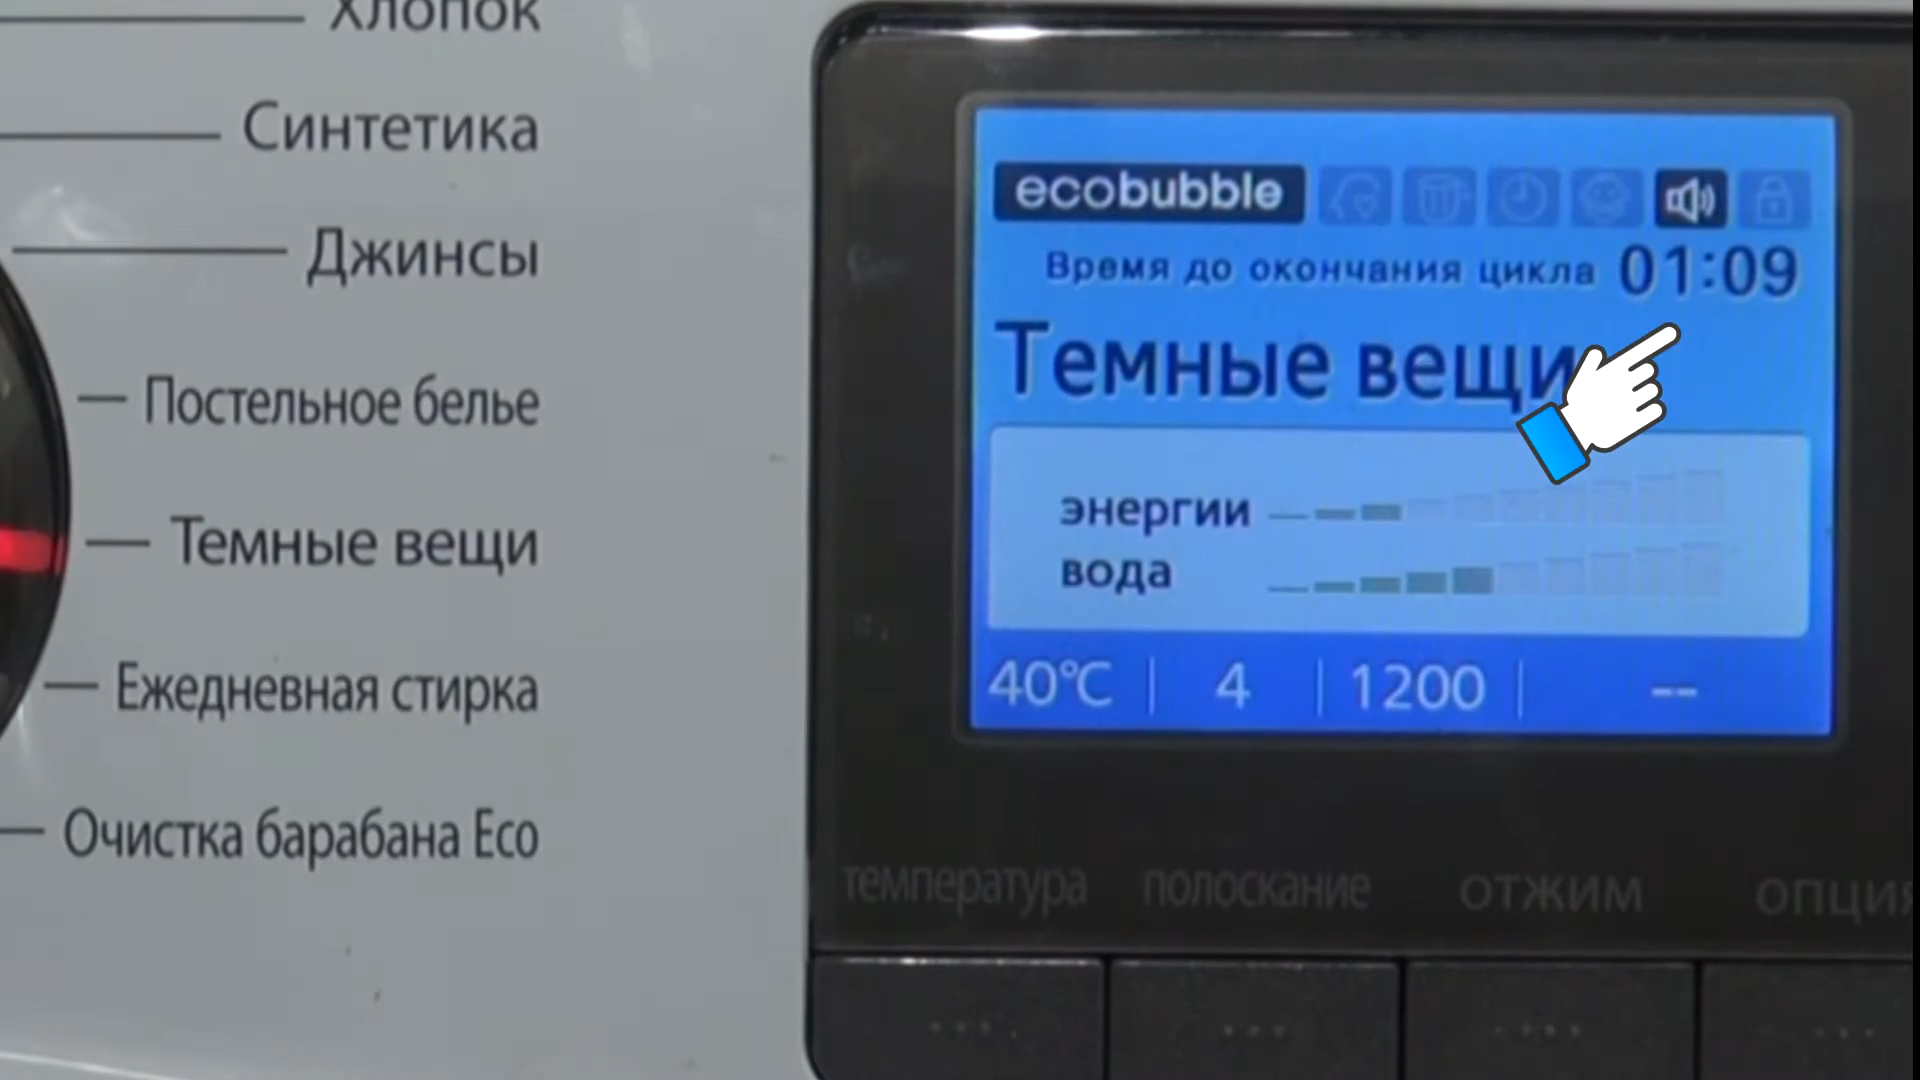 Хлопок
Синтетика
Джинсы
Постельное белье
Темные вещи
Ежедневная стирка
Очистка барабана Eco
ecobubble
Время до окончания цикла 01:09
Темные вещи
энергии
вода
40°C 4 1200 --
температура полоскание отжим опция